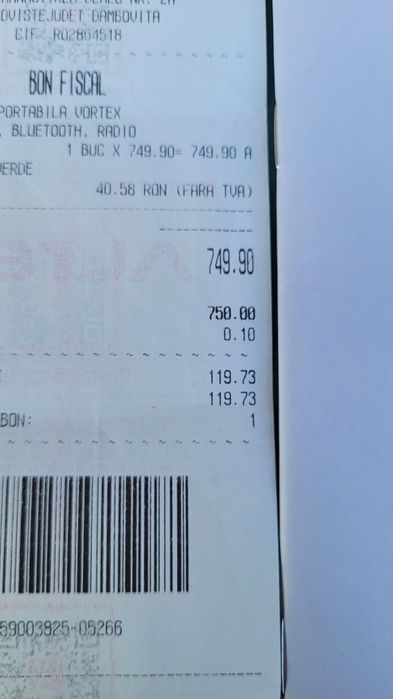 OVISTEJUDET DAMBOVITA
CIF: RO2864518
BON FISCAL
PORTABILA VORTEX
, BLUETOOTH, RADIO
1 BUC X 749.90= 749.90 A
VERDE
40.58 RON (FARA TVA)
749.90
750.00
0.10
119.73
119.73
BON: 1
59003825-05266